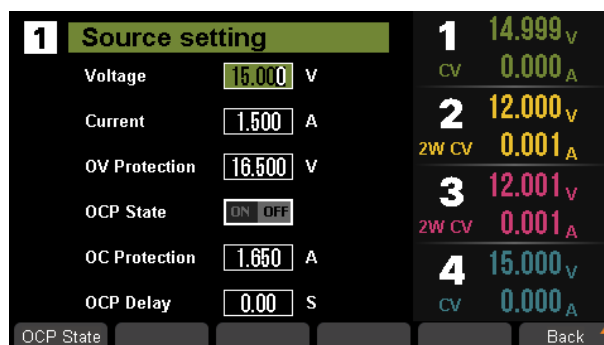 1 Source setting
Voltage 15.000 V
Current 1.500 A
OV Protection 16.500 V
OCP State ON OFF
OC Protection 1.650 A
OCP Delay 0.00 S
1 14.999 V
CV 0.000 A
2 12.000 V
2W CV 0.001 A
3 12.001 V
2W CV 0.001 A
4 15.000 V
CV 0.000 A
OCP State Back